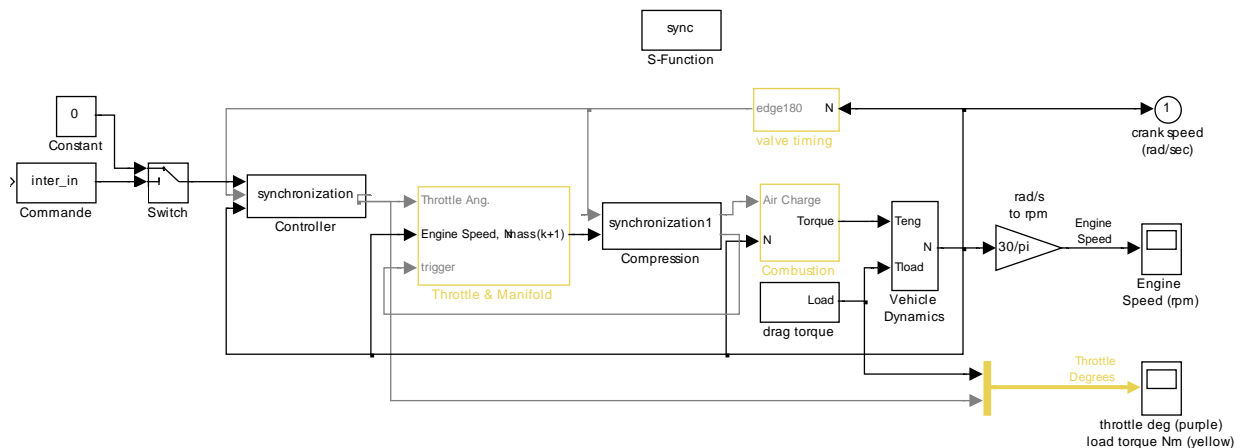 sync
S-Function
edge180
N
valve timing
1
crank speed
(rad/sec)
0
Constant
inter_in
Commande
Switch
synchronization
Controller
Throttle Ang.
Engine Speed, N
mass(k+1)
trigger
Throttle & Manifold
synchronization1
Compression
Air Charge
Torque
N
Combustion
Load
drag torque
Teng
N
Tload
Vehicle
Dynamics
rad/s
to rpm
30/pi
Engine
Speed
Engine
Speed (rpm)
Throttle
Degrees
throttle deg (purple)
load torque Nm (yellow)